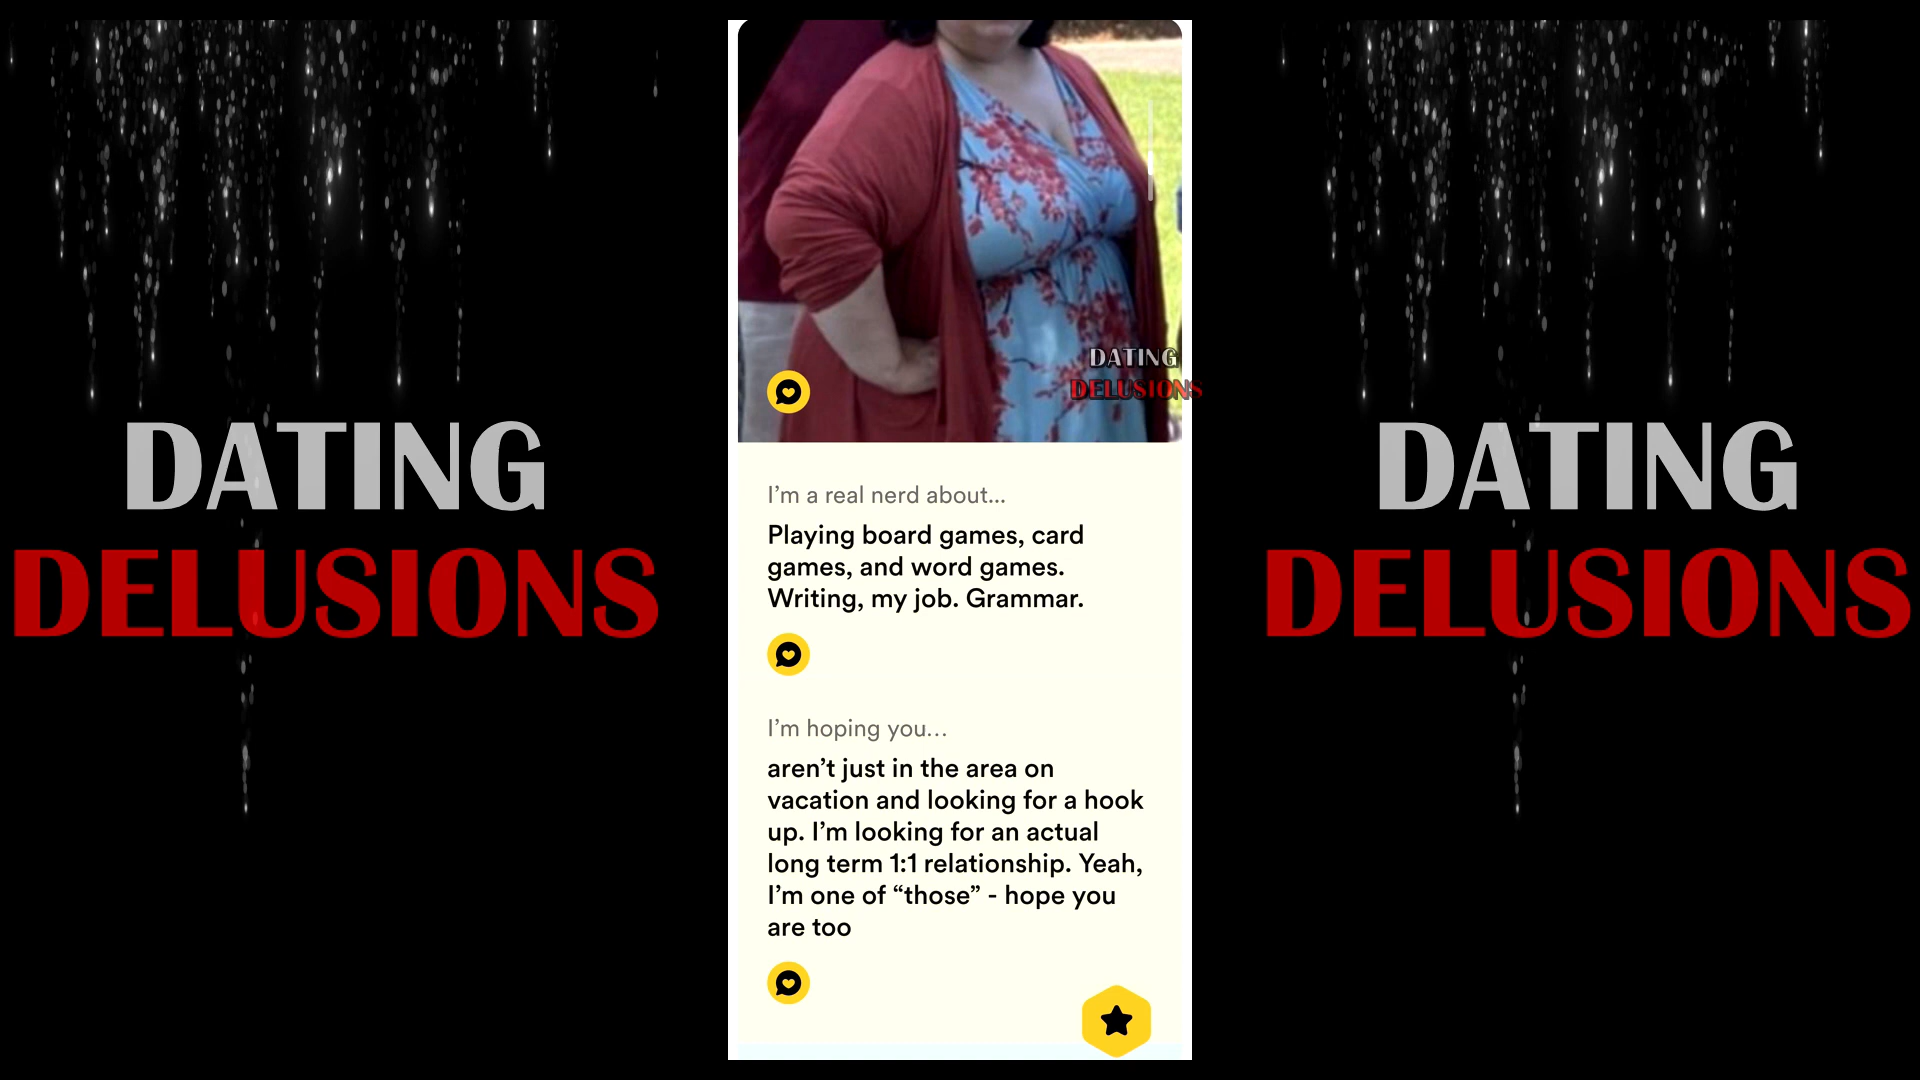 DATING
DELUSIONS
DATING
DELUSIONS
I'm a real nerd about...
Playing board games, card
games, and word games.
Writing, my job. Grammar.
I'm hoping you...
aren't just in the area on
vacation and looking for a hook
up. I'm looking for an actual
long term 1:1 relationship. Yeah,
I'm one of “those” - hope you
are too
DATING
DELUSIONS